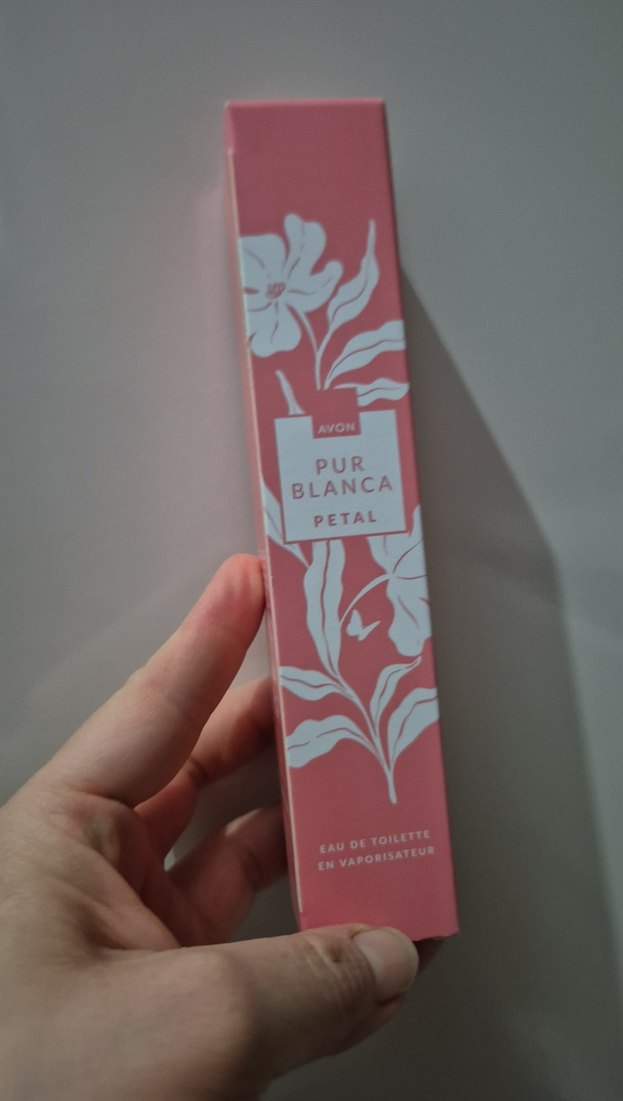 AVON
PUR
BLANCA
PETAL
EAU DE TOILETTE
EN VAPORISATEUR